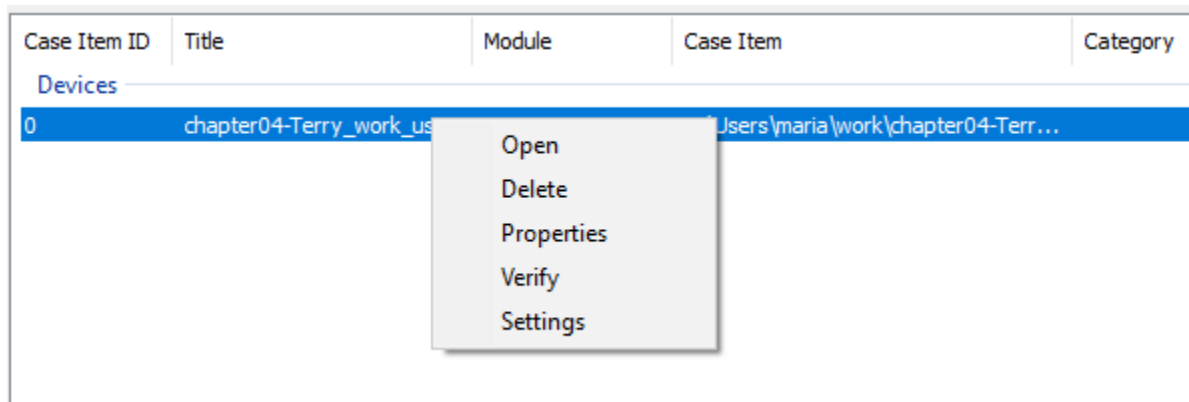 Case Item ID Title Module Case Item Category
Devices
0 chapter04-Terry_work_us \Users\maria\work\chapter04-Terr...
Open
Delete
Properties
Verify
Settings